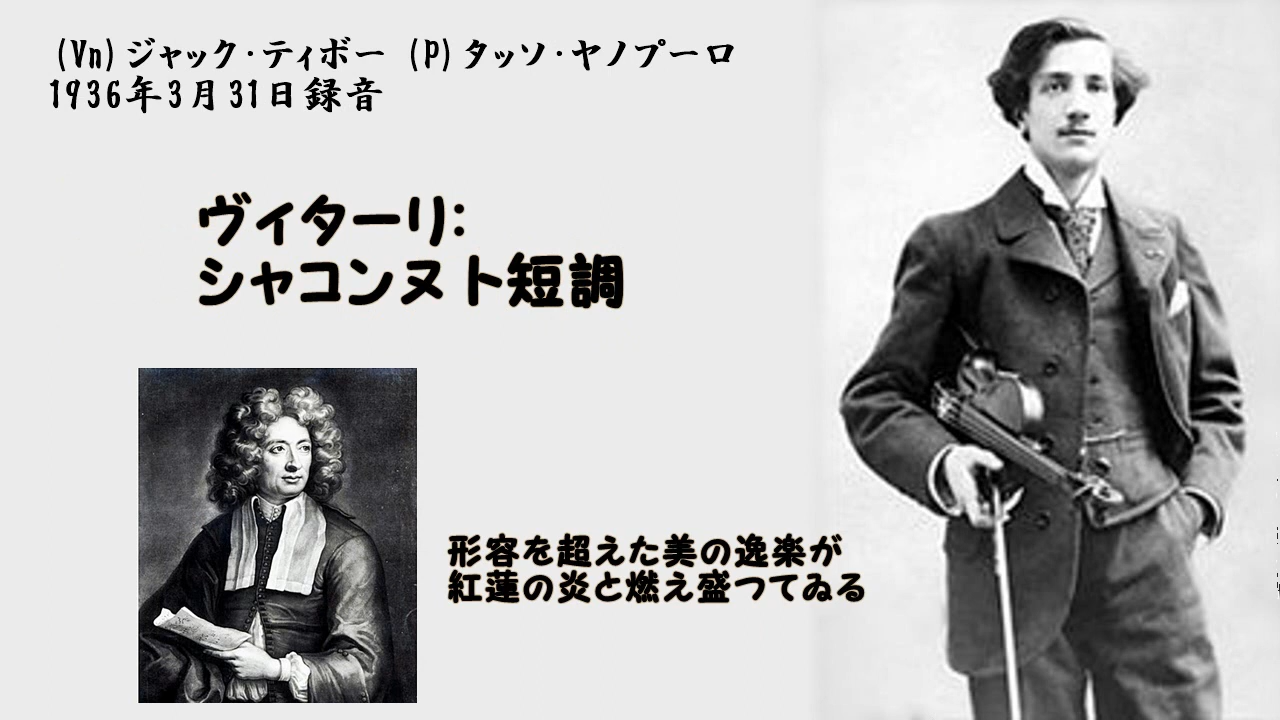 (Vn)ジャック・ティボー (P)タッソ・ヤノプーロ
1936年3月31日録音
ヴィターリ:
シャコンヌト短調
形容を超えた美の逸楽が
紅蓮の炎と燃え盛つてゐる